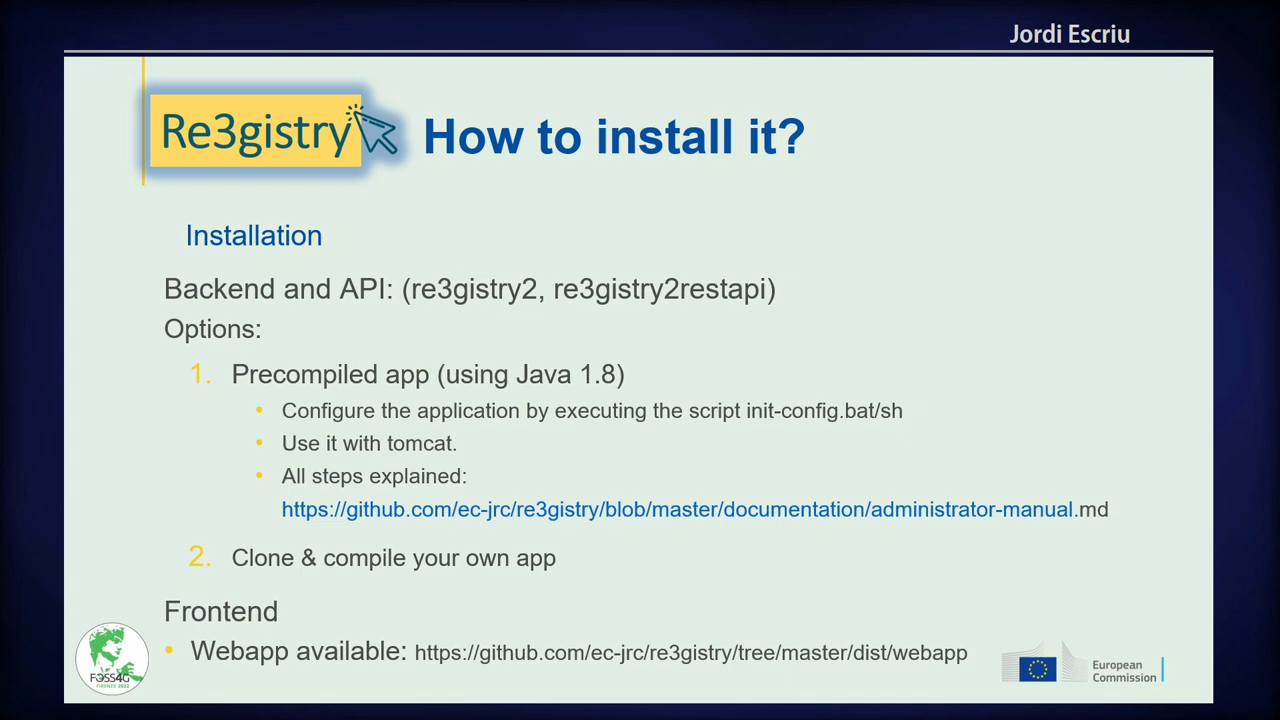 Jordi Escriu
Re3gistry
How to install it?
Installation
Backend and API: (re3gistry2, re3gistry2restapi)
Options:
1. Precompiled app (using Java 1.8)
• Configure the application by executing the script init-config.bat/sh
• Use it with tomcat.
• All steps explained:
https://github.com/ec-jrc/re3gistry/blob/master/documentation/administrator-manual.md
2. Clone & compile your own app
Frontend
• Webapp available: https://github.com/ec-jrc/re3gistry/tree/master/dist/webapp
FOSS4G
FIRENZE 2022
European
Commission